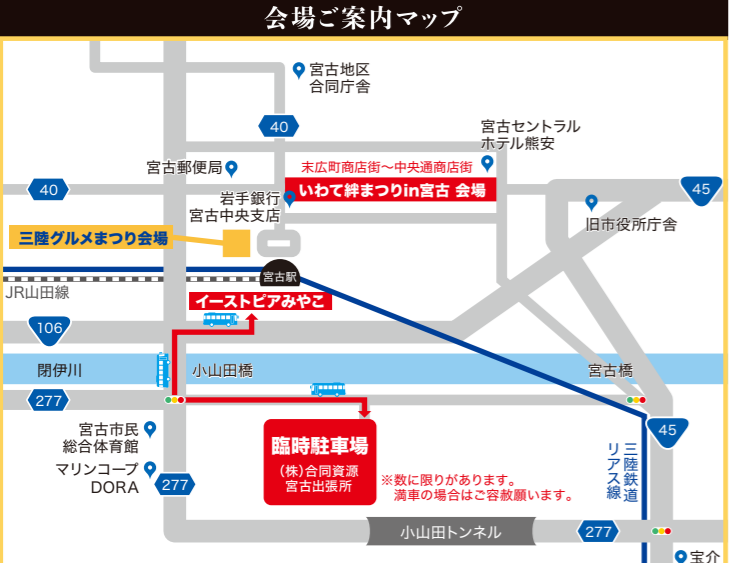 会場ご案内マップ
宮古地区
合同庁舎
40
宮古セントラル
ホテル熊安
宮古郵便局
末広町商店街～中央通商店街
いわて絆まつりin宮古 会場
40
45
岩手銀行
宮古中央支店
旧市役所庁舎
三陸グルメまつり会場
宮古駅
JR山田線
イーストピアみやこ
106
閉伊川
小山田橋
宮古橋
277
宮古市民
総合体育館
臨時駐車場
(株)合同資源
宮古出張所
45
三陸鉄道
リアス線
マリンコープ
DORA
277
※数に限りがあります。
満車の場合はご容赦願います。
小山田トンネル
277
宝介